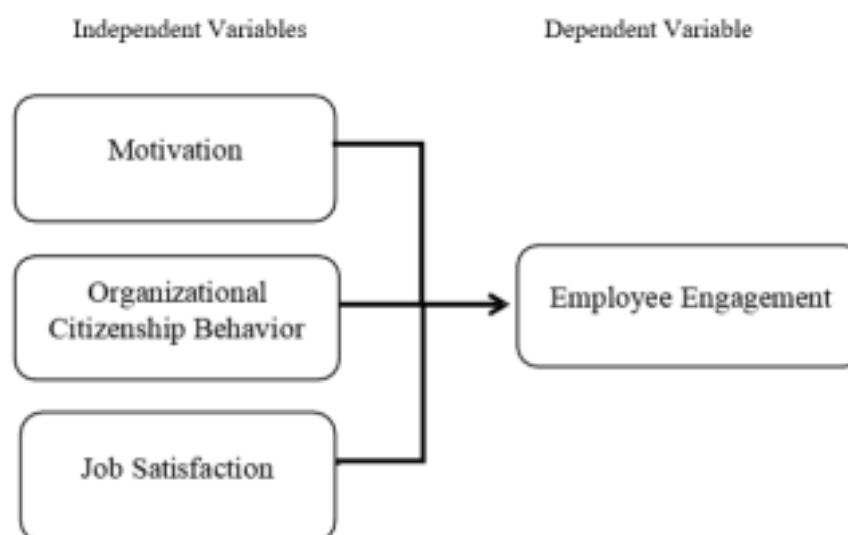 Independent Variables
Dependent Variable
Motivation
Organizational
Citizenship Behavior
Employee Engagement
Job Satisfaction